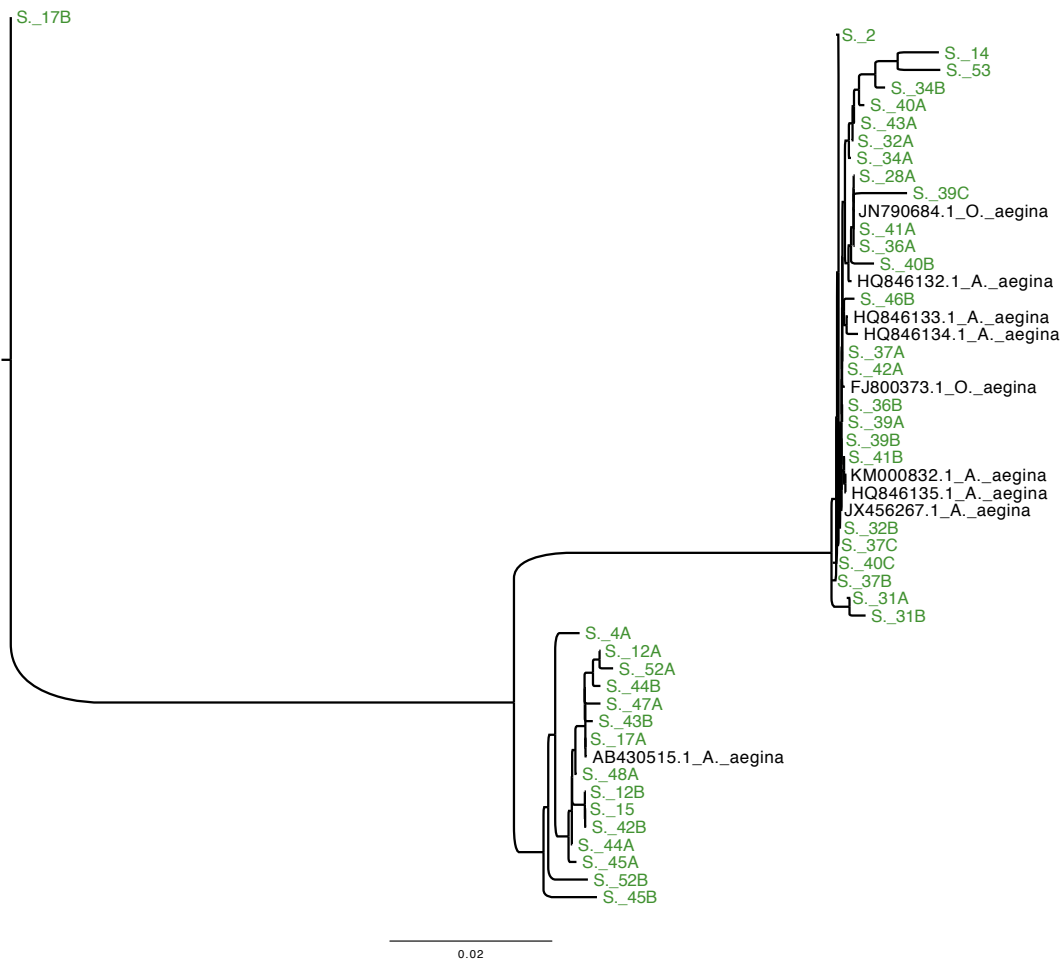 S._17B
S._2
S._14
S._53
S._34B
S._40A
S._43A
S._32A
S._34A
S._28A
S._39C
JN790684.1_O._aegina
S._41A
S._36A
S._40B
HQ846132.1_A._aegina
S._46B
HQ846133.1_A._aegina
HQ846134.1_A._aegina
S._37A
S._42A
FJ800373.1_O._aegina
S._36B
S._39A
S._39B
S._41B
KM000832.1_A._aegina
HQ846135.1_A._aegina
JX456267.1_A._aegina
S._32B
S._37C
S._40C
S._37B
S._31A
S._31B
S._4A
S._12A
S._52A
S._44B
S._47A
S._43B
S._17A
AB430515.1_A._aegina
S._48A
S._12B
S._15
S._42B
S._44A
S._45A
S._52B
S._45B
0.02